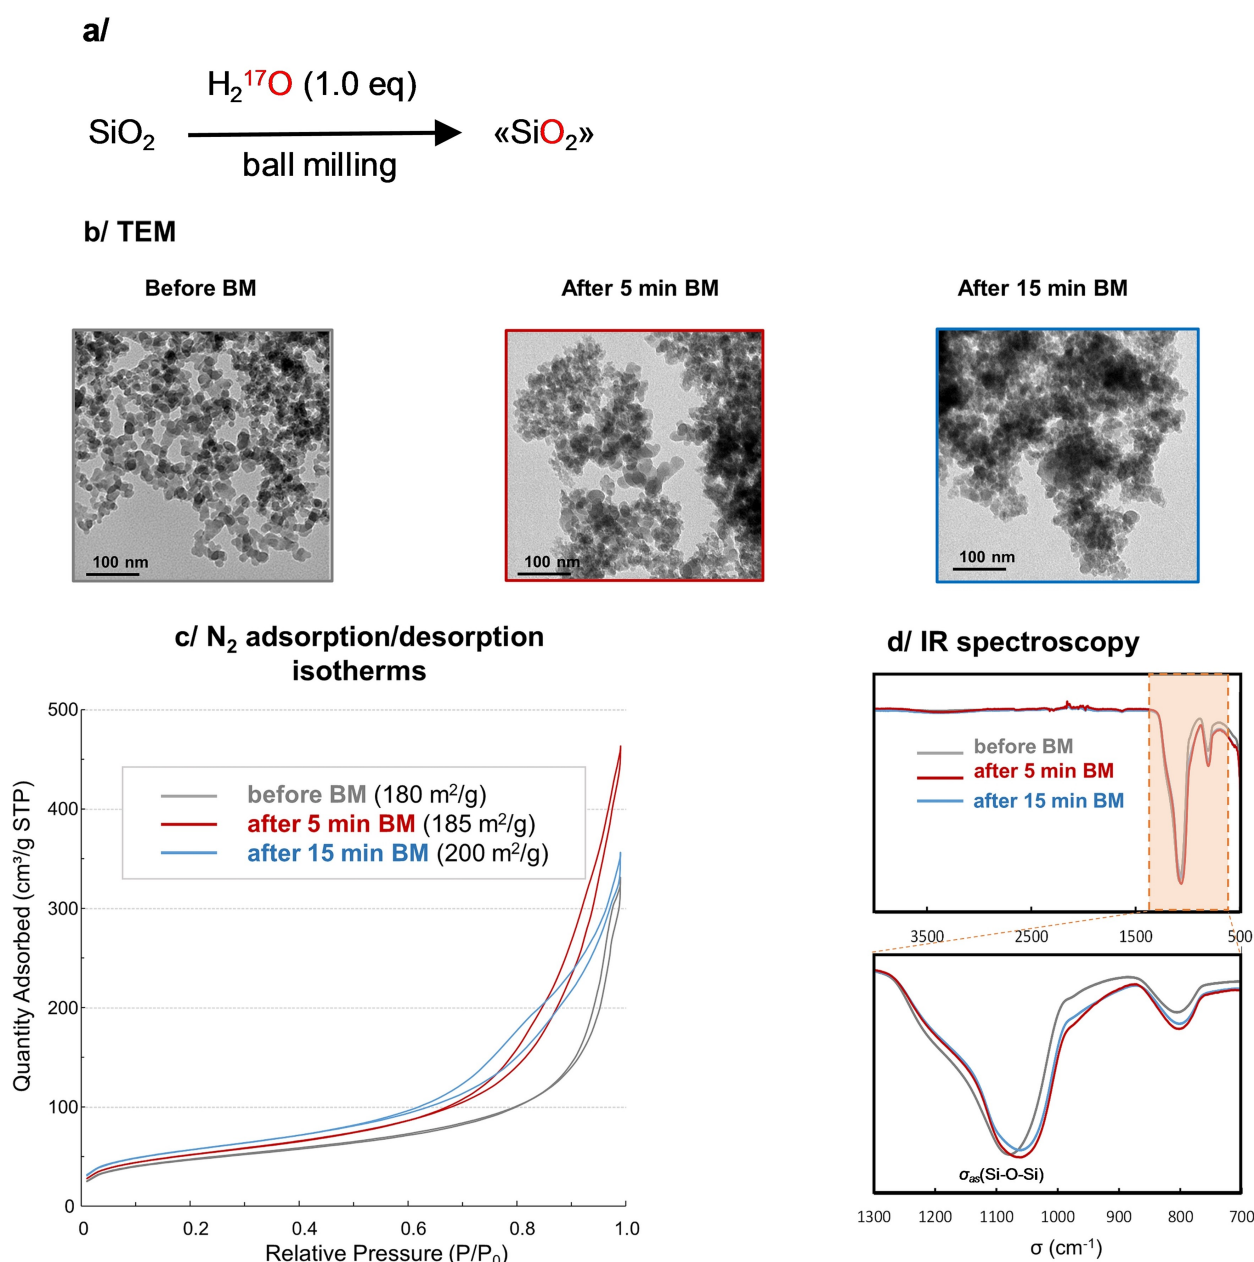 a/
H₂¹⁷O (1.0 eq)
SiO₂ «SiO₂»
ball milling
b/ TEM
Before BM
After 5 min BM
After 15 min BM
100 nm
100 nm
100 nm
c/ N₂ adsorption/desorption
isotherms
Quantity Adsorbed (cm³/g STP)
500
400
300
200
100
0
before BM (180 m²/g)
after 5 min BM (185 m²/g)
after 15 min BM (200 m²/g)
0 0.2 0.4 0.6 0.8 1.0
Relative Pressure (P/P₀)
d/ IR spectroscopy
before BM
after 5 min BM
after 15 min BM
3500 2500 1500 500
σas(Si-O-Si)
1300 1200 1100 1000 900 800 700
σ (cm⁻¹)